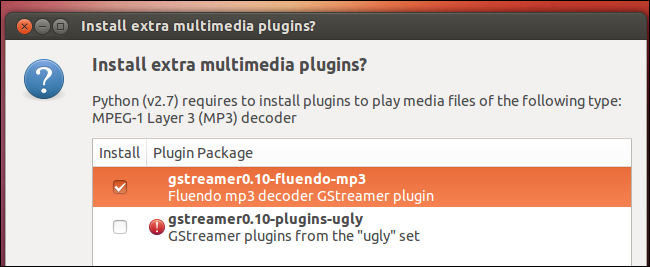 Install extra multimedia plugins?
Install extra multimedia plugins?
Python (v2.7) requires to install plugins to play media files of the following type:
MPEG-1 Layer 3 (MP3) decoder
Install Plugin Package
gstreamer0.10-fluendo-mp3
Fluendo mp3 decoder GStreamer plugin
gstreamer0.10-plugins-ugly
GStreamer plugins from the "ugly" set